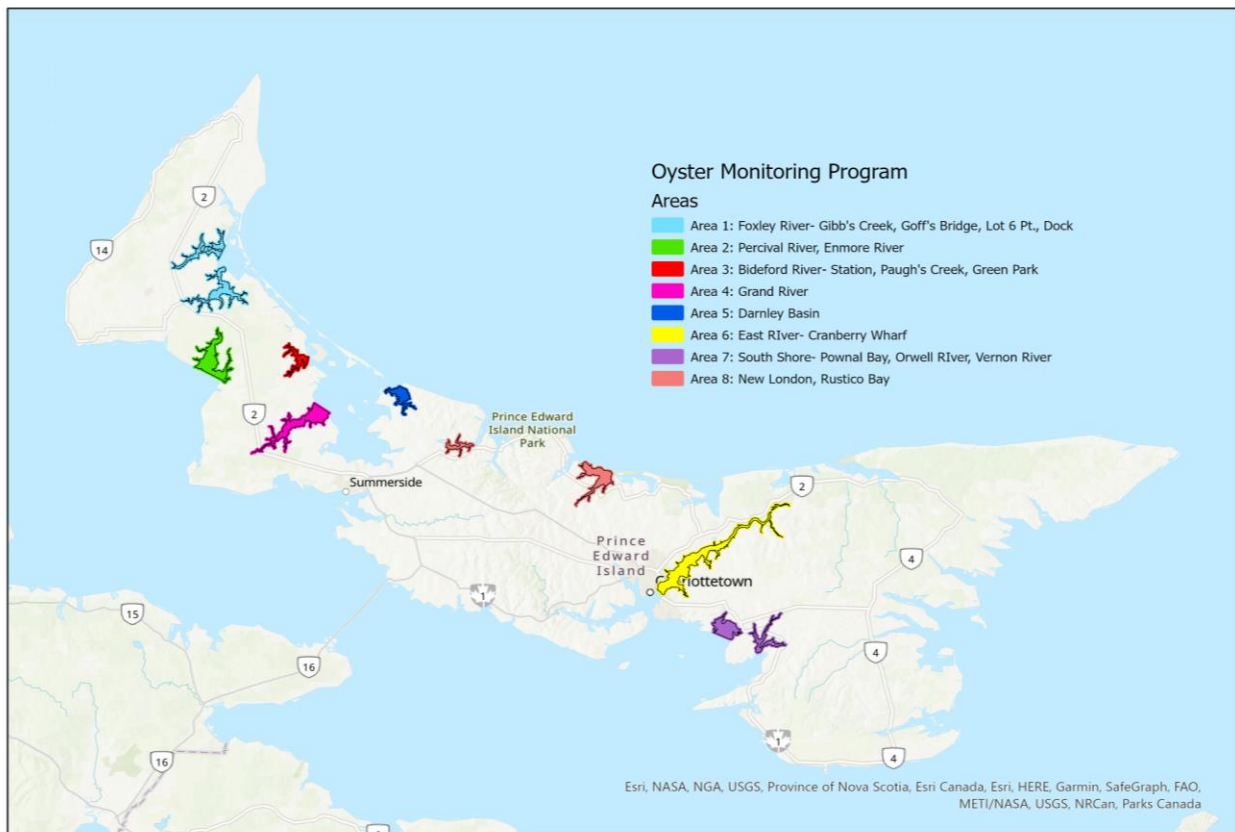 Oyster Monitoring Program
Areas
Area 1: Foxley River- Gibb's Creek, Goff's Bridge, Lot 6 Pt., Dock
Area 2: Percival River, Enmore River
Area 3: Bideford River- Station, Paugh's Creek, Green Park
Area 4: Grand River
Area 5: Darnley Basin
Area 6: East RIver- Cranberry Wharf
Area 7: South Shore- Pownal Bay, Orwell RIver, Vernon River
Area 8: New London, Rustico Bay
2
14
2
Prince Edward
Island National
Park
Summerside
2
Prince
Edward
Island
4
1
15
4
16
1
16
4
Esri, NASA, NGA, USGS, Province of Nova Scotia, Esri Canada, Esri, HERE, Garmin, SafeGraph, FAO,
METI/NASA, USGS, NRCan, Parks Canada